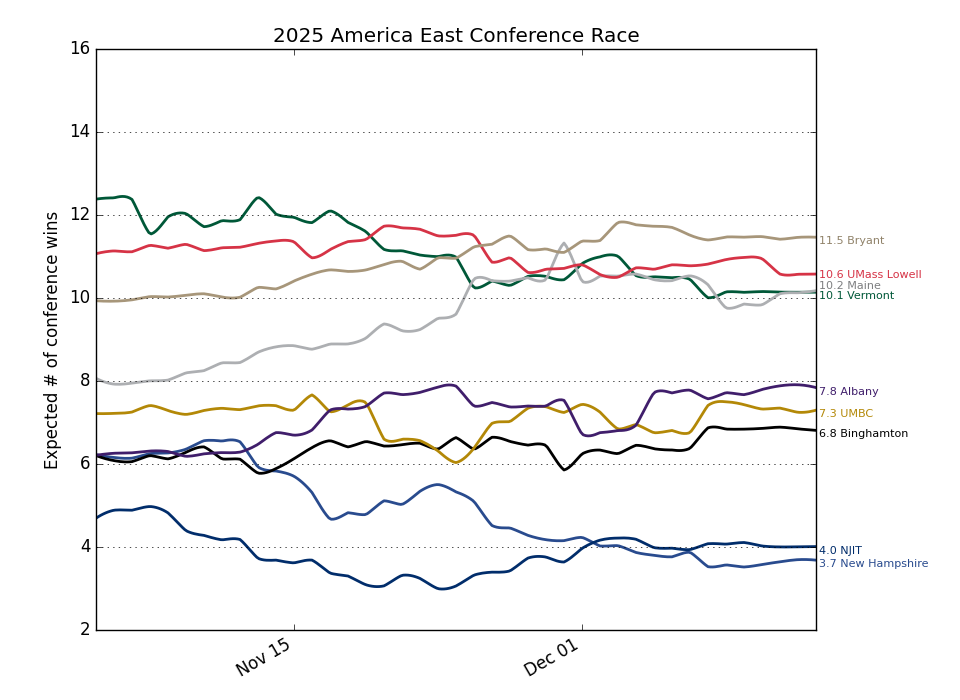 2025 America East Conference Race
Expected # of conference wins
16
14
12
10
8
6
4
2
Nov 15
Dec 01
11.5 Bryant
10.6 UMass Lowell
10.2 Maine
10.1 Vermont
7.8 Albany
7.3 UMBC
6.8 Binghamton
4.0 NJIT
3.7 New Hampshire